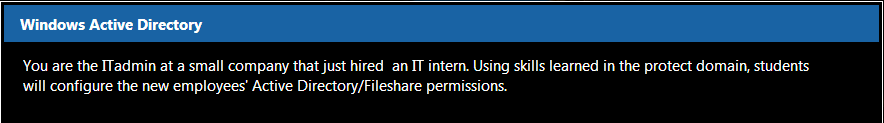 Windows Active Directory
You are the ITadmin at a small company that just hired  an IT intern. Using skills learned in the protect domain, students
will configure the new employees' Active Directory/Fileshare permissions.